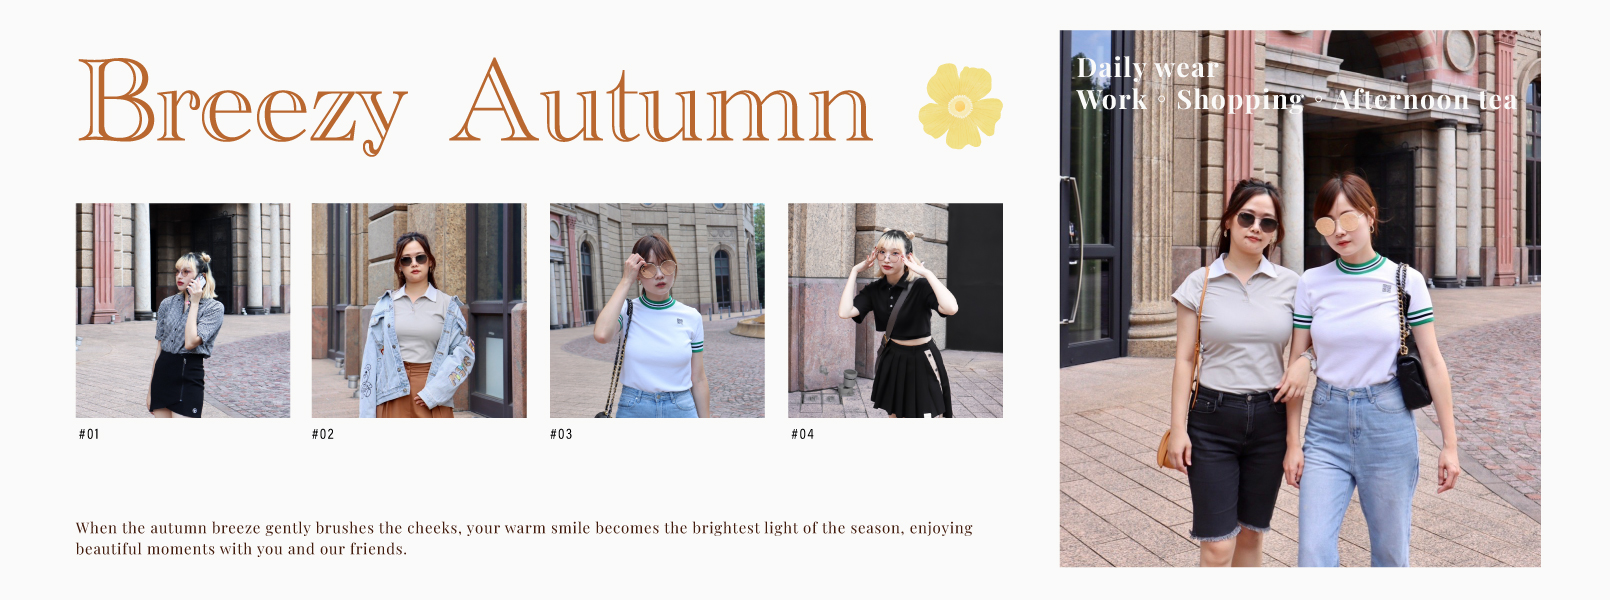 Breezy Autumn
#01
#02
#03
#04
When the autumn breeze gently brushes the cheeks, your warm smile becomes the brightest light of the season, enjoying
beautiful moments with you and our friends.
Daily wear
Work ◦ Shopping ◦ Afternoon tea